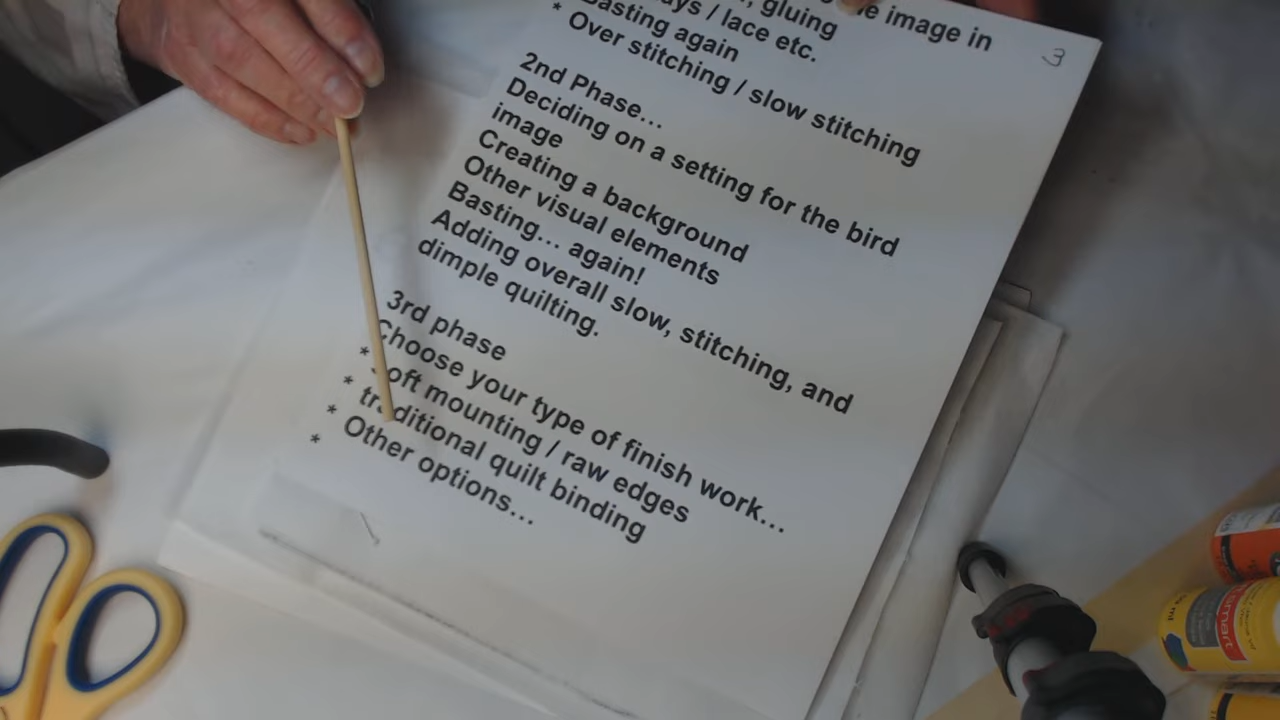 gluing
image in
/ lace etc.
Basting again
* Over stitching / slow stitching
3
2nd Phase...
Deciding on a setting for the bird
image
Creating a background
Other visual elements
Basting... again!
Adding overall slow, stitching, and
dimple quilting.
3rd phase
Choose your type of finish work...
* Soft mounting / raw edges
* traditional quilt binding
* Other options...
*